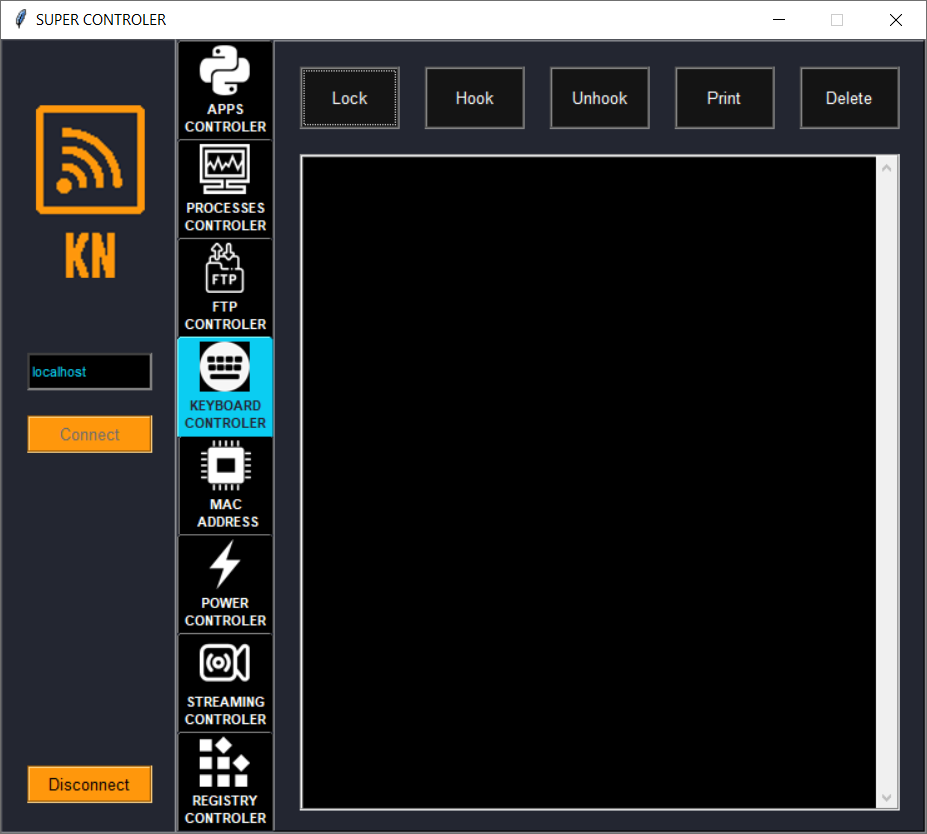 SUPER CONTROLER
KN
localhost
Connect
Disconnect
APPS
CONTROLER
PROCESSES
CONTROLER
FTP
FTP
CONTROLER
KEYBOARD
CONTROLER
MAC
ADDRESS
POWER
CONTROLER
STREAMING
CONTROLER
REGISTRY
CONTROLER
Lock Hook Unhook Print Delete